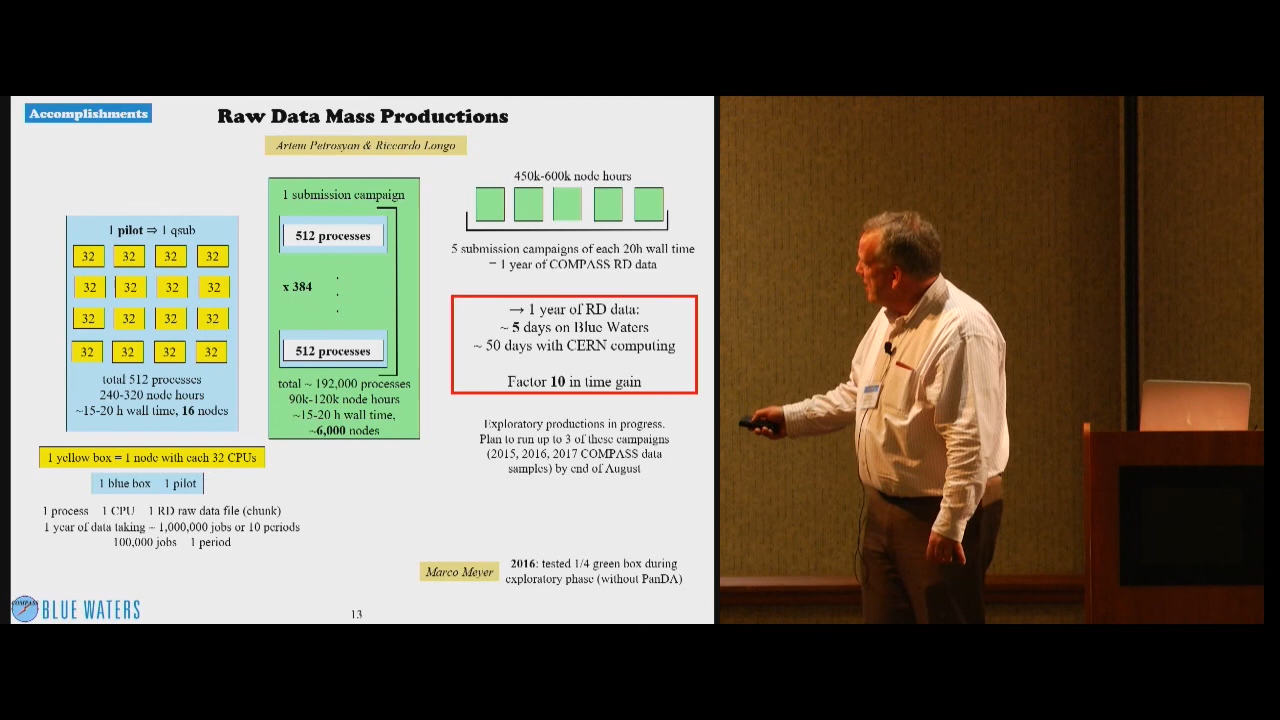 Accomplishments
Raw Data Mass Productions
Artem Petrosyan & Riccardo Longo
1 pilot ⇒ 1 qsub
32 32 32 32
32 32 32 32
32 32 32 32
32 32 32 32
total 512 processes
240-320 node hours
~15-20 h wall time, 16 nodes
1 yellow box = 1 node with each 32 CPUs
1 blue box 1 pilot
1 process 1 CPU 1 RD raw data file (chunk)
1 year of data taking ~ 1,000,000 jobs or 10 periods
100,000 jobs 1 period
1 submission campaign
512 processes
x 384
512 processes
total ~ 192,000 processes
90k-120k node hours
~15-20 h wall time,
~6,000 nodes
450k-600k node hours
5 submission campaigns of each 20h wall time
= 1 year of COMPASS RD data
→ 1 year of RD data:
~ 5 days on Blue Waters
~ 50 days with CERN computing
Factor 10 in time gain
Exploratory productions in progress.
Plan to run up to 3 of these campaigns
(2015, 2016, 2017 COMPASS data
samples) by end of August
Marco Meyer
2016: tested 1/4 green box during
exploratory phase (without PanDA)
COMPASS
BLUE WATERS
13